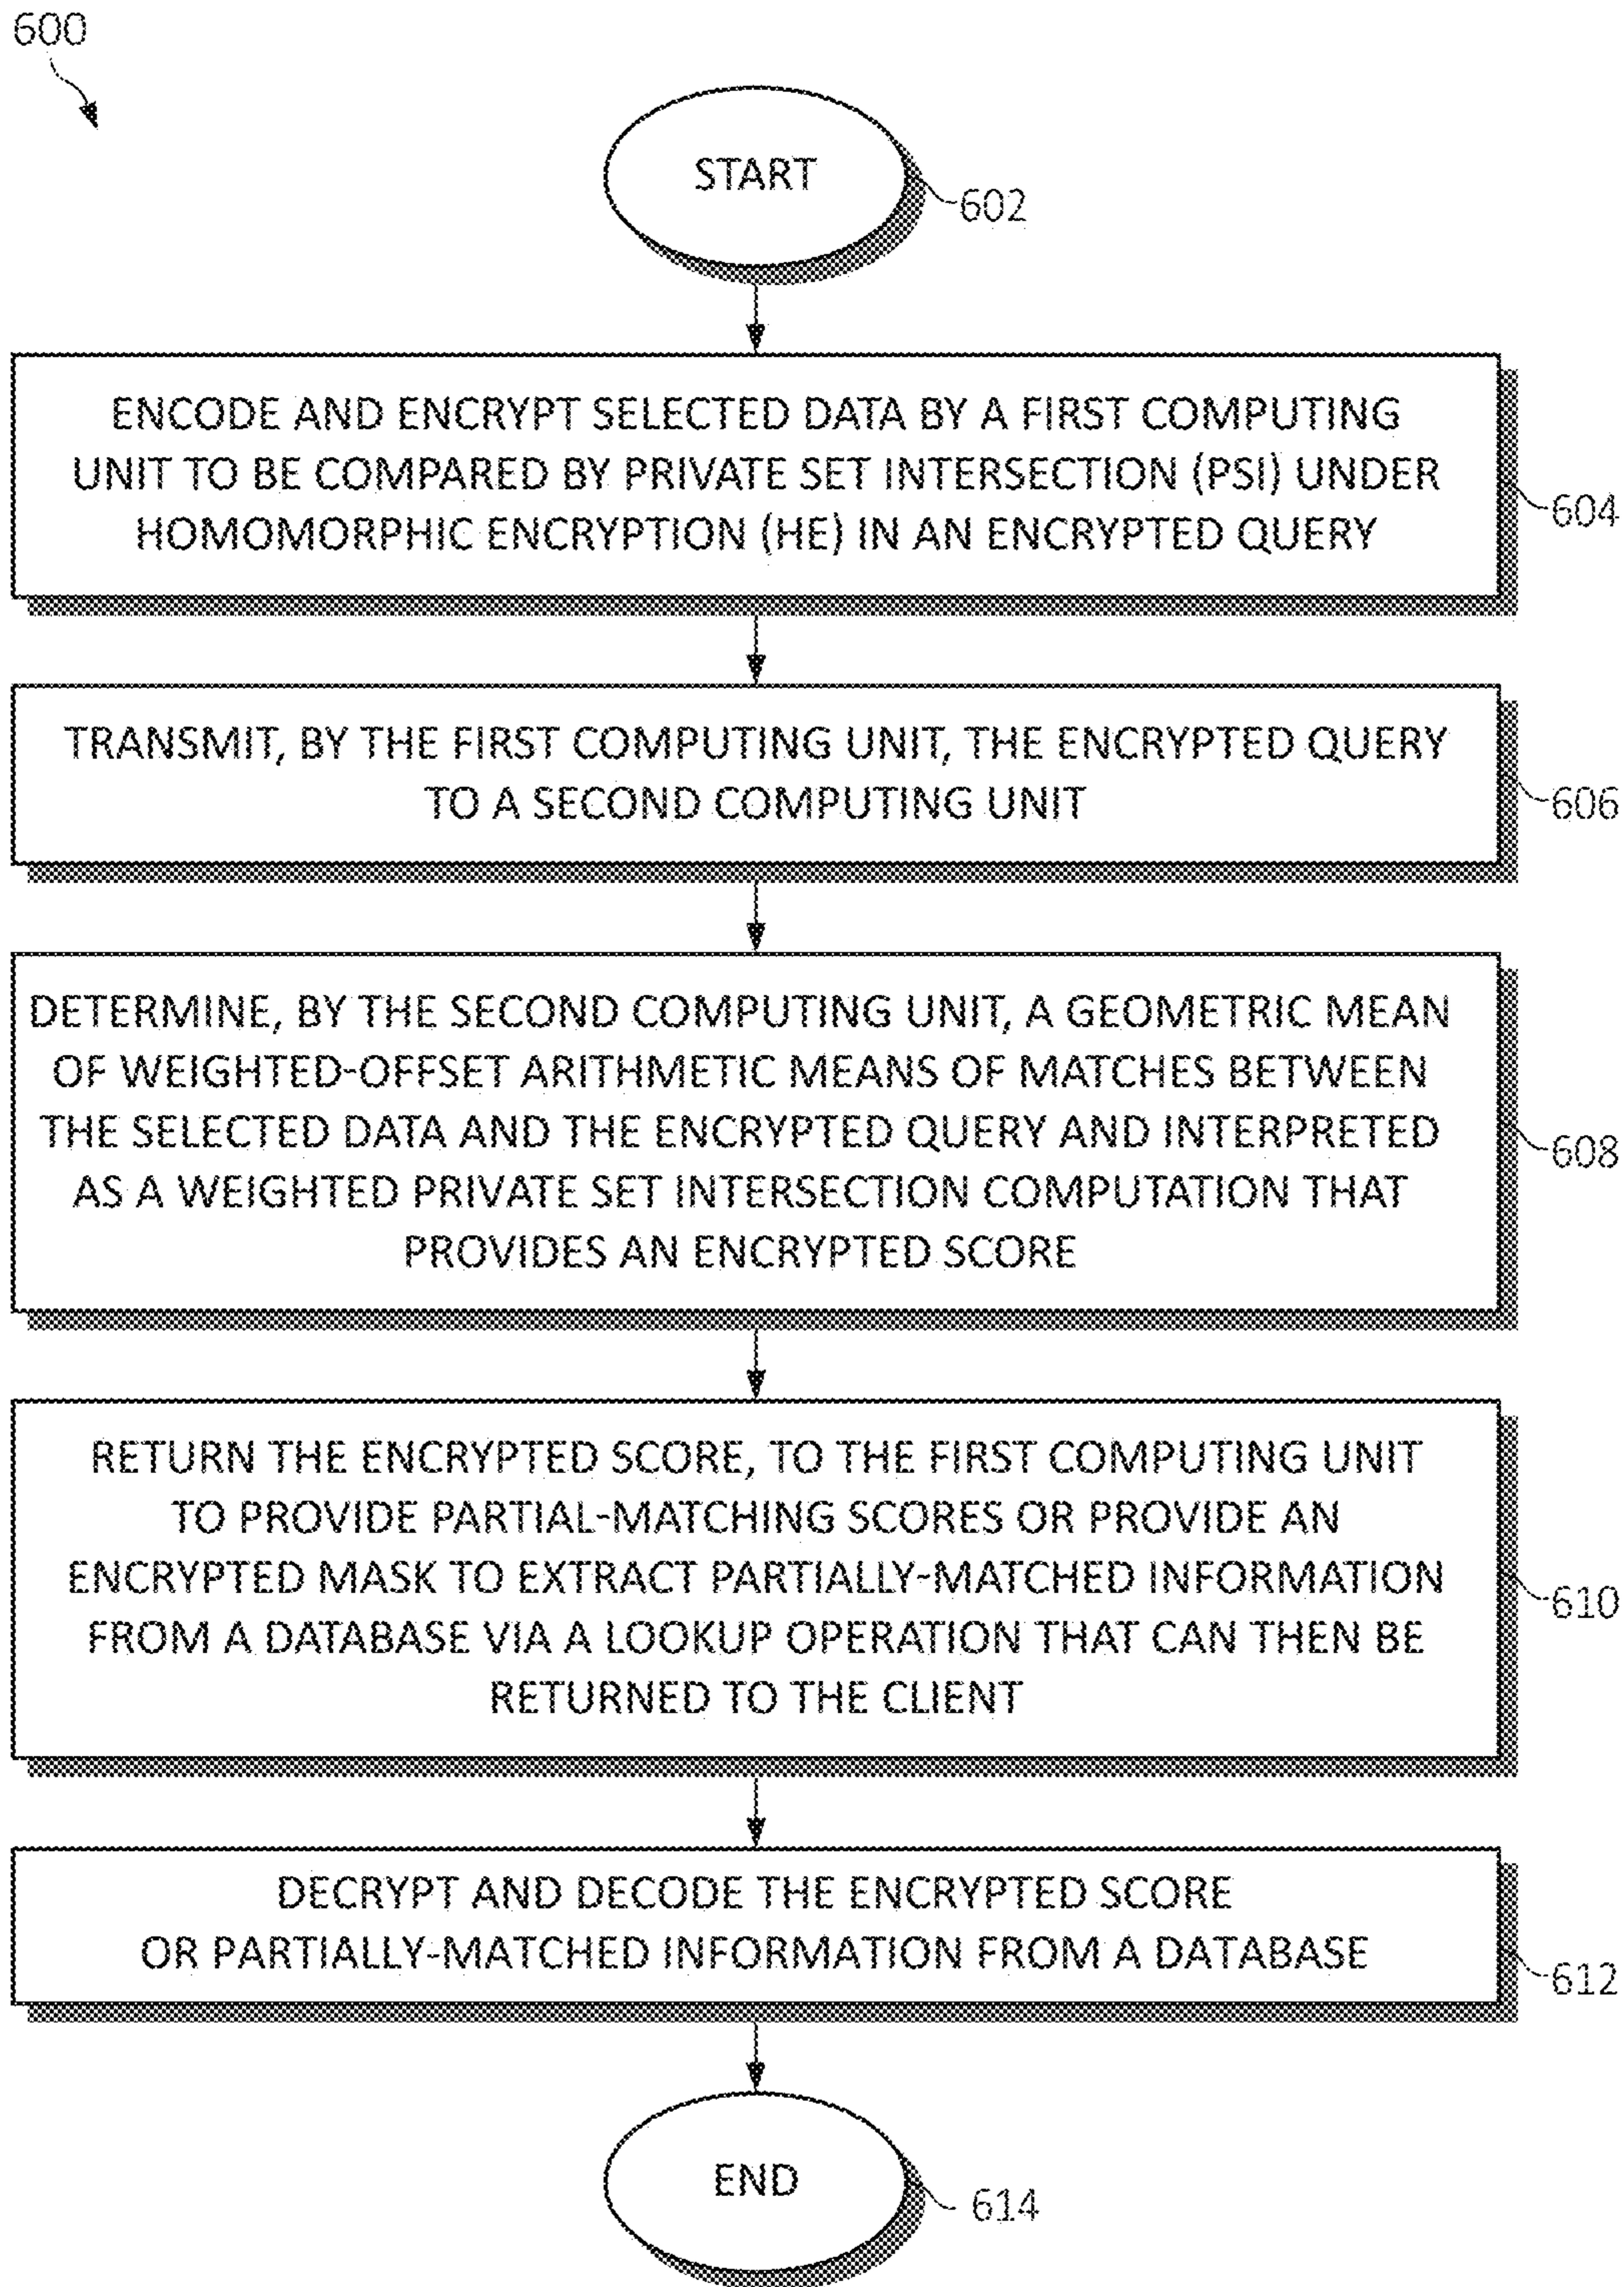 600
START
602
ENCODE AND ENCRYPT SELECTED DATA BY A FIRST COMPUTING
UNIT TO BE COMPARED BY PRIVATE SET INTERSECTION (PSI) UNDER
HOMOMORPHIC ENCRYPTION (HE) IN AN ENCRYPTED QUERY
604
TRANSMIT, BY THE FIRST COMPUTING UNIT, THE ENCRYPTED QUERY
TO A SECOND COMPUTING UNIT
606
DETERMINE, BY THE SECOND COMPUTING UNIT, A GEOMETRIC MEAN
OF WEIGHTED-OFFSET ARITHMETIC MEANS OF MATCHES BETWEEN
THE SELECTED DATA AND THE ENCRYPTED QUERY AND INTERPRETED
AS A WEIGHTED PRIVATE SET INTERSECTION COMPUTATION THAT
PROVIDES AN ENCRYPTED SCORE
608
RETURN THE ENCRYPTED SCORE, TO THE FIRST COMPUTING UNIT
TO PROVIDE PARTIAL-MATCHING SCORES OR PROVIDE AN
ENCRYPTED MASK TO EXTRACT PARTIALLY-MATCHED INFORMATION
FROM A DATABASE VIA A LOOKUP OPERATION THAT CAN THEN BE
RETURNED TO THE CLIENT
610
DECRYPT AND DECODE THE ENCRYPTED SCORE
OR PARTIALLY-MATCHED INFORMATION FROM A DATABASE
612
END
614